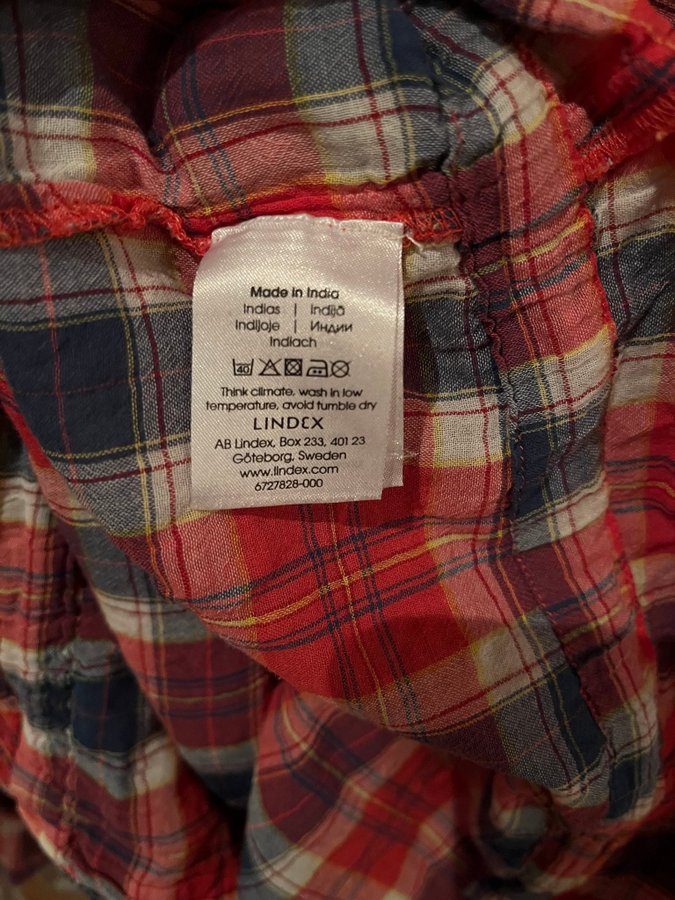 Made in India
Indias | Indijā
Indijoje | Индии
Indiach
40
Think climate, wash in low
temperature, avoid tumble dry
LINDEX
AB Lindex, Box 233, 401 23
Göteborg, Sweden
www.lindex.com
6727828-000